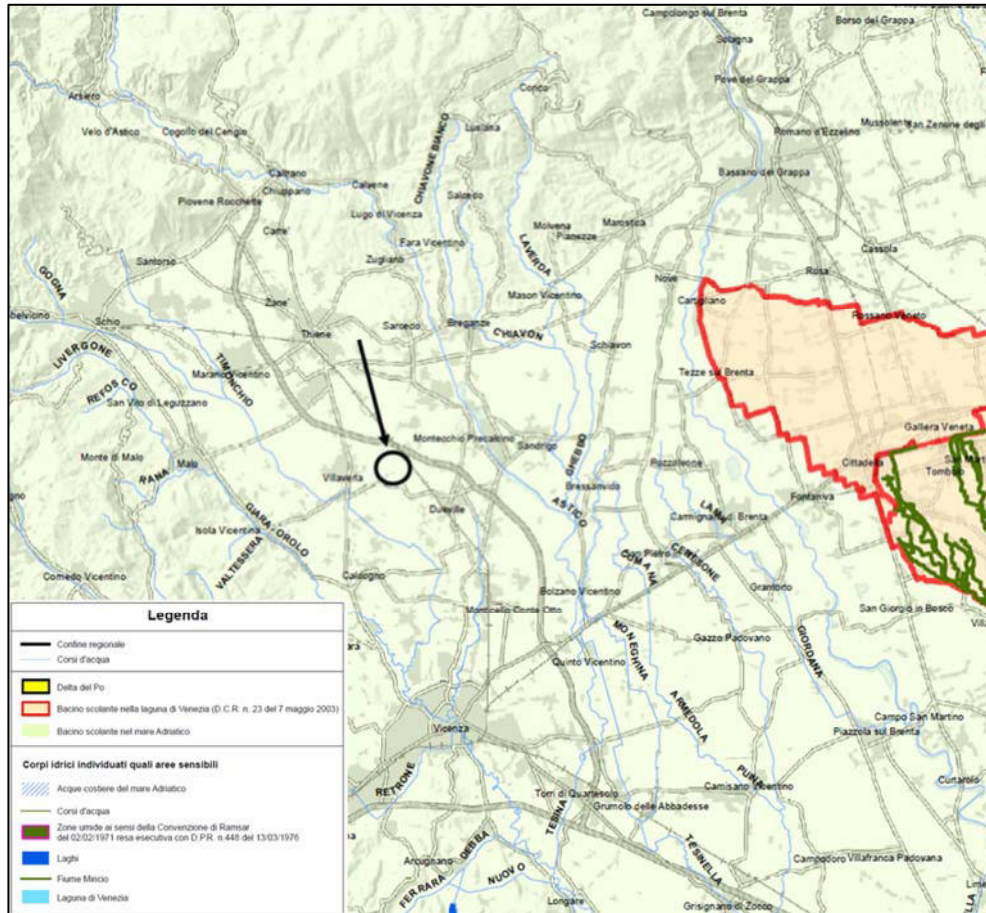 Campolongo sul Brenta
Borso del Grappa
Solagna
Pove del Grappa
Arsiero
Conco
Mussolente
San Zenone degli
Velo d'Astico
Cogollo del Cengio
Lusiana
Romano d'Ezzelino
CHIAVONE BIANCO
Caltrano
Bassano del Grappa
Chiuppano
Calvene
Salcedo
Piovene Rocchette
Lugo di Vicenza
Molvena
Marostica
Carre'
Fara Vicentino
Pianezze
LAVERDA
Cassola
Santorso
Zugliano
GOGNA
Nove
Rosa'
Zane'
Mason Vicentino
Cartigliano
Rossano Veneto
Schio
Thiene
Sarcedo
Breganze
CHIAVON
Schiavon
LIVERGONE
TIMONCHIO
Marano Vicentino
Tezze sul Brenta
REFOSCO
San Vito di Leguzzano
Galliera Veneta
Montecchio Precalcino
Sandrigo
GHEBBO
Monte di Malo
Malo
Pozzoleone
Cittadella
San Mart
Tombolo
RANA
Villaverla
Bressanvido
Fontaniva
Dueville
ASTICO
LAMA
Isola Vicentina
GIARA - OROLO
Carmignano di Brenta
VALTESSERA
San Pietro
CERESONE
COMANA
Cornedo Vicentino
Caldogno
Bolzano Vicentino
Grantorto
San Giorgio in Bosco
Monticello Conte Otto
Gazzo Padovano
MONEGHINA
GIORDANA
Quinto Vicentino
ARMEDOLA
Campo San Martino
Vicenza
Piazzola sul Brenta
RETRONE
PUINA
Curtarolo
Torri di Quartesolo
Camisano Vicentino
Grumolo delle Abbadesse
TESINA
DEBBA
TESINELLA
Arcugnano
Campodoro
Villafranca Padovana
FERRARA
NUOVO
Longare
Grisignano di Zocco
Legenda
Confine regionale
Corsi d'acqua
Delta del Po
Bacino scolante nella laguna di Venezia (D.C.R. n. 23 del 7 maggio 2003)
Bacino scolante nel mare Adriatico
Corpi idrici individuati quali aree sensibili
Acque costiere del mare Adriatico
Corsi d'acqua
Zone umide ai sensi della Convenzione di Ramsar
del 02/02/1971 resa esecutiva con D.P.R. n.448 del 13/03/1976
Laghi
Fiume Mincio
Laguna di Venezia